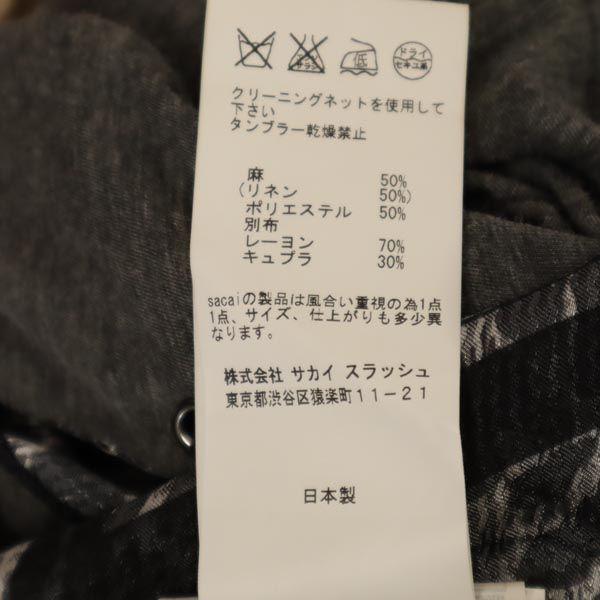 低 ドライ
エンソサラシ セキユ系
クリーニングネットを使用して
下さい
タンブラー乾燥禁止
麻 50%
(リネン 50%)
ポリエステル 50%
別布
レーヨン 70%
キュプラ 30%
sacaiの製品は風合い重視の為1点
1点、サイズ、仕上がりも多少異
なります。
株式会社 サカイ スラッシュ
東京都渋谷区猿楽町11-21
日本製